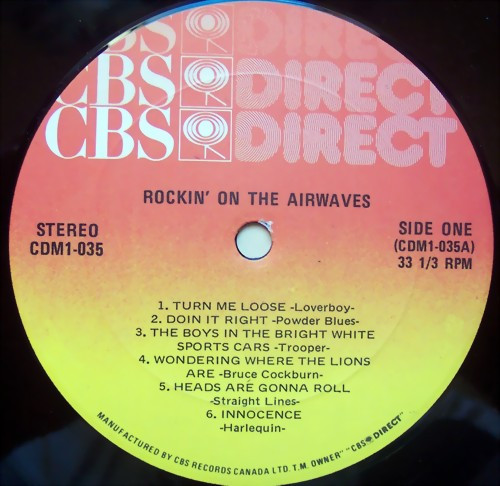 CBS DIRECT
CBS DIRECT
CBS DIRECT
ROCKIN' ON THE AIRWAVES
STEREO
CDM1-035
SIDE ONE
(CDM1-035A)
33 1/3 RPM
1. TURN ME LOOSE -Loverboy-
2. DOIN IT RIGHT -Powder Blues-
3. THE BOYS IN THE BRIGHT WHITE
SPORTS CARS -Trooper-
4. WONDERING WHERE THE LIONS
ARE -Bruce Cockburn-
5. HEADS ARE GONNA ROLL
-Straight Lines-
6. INNOCENCE
-Harlequin-
MANUFACTURED BY CBS RECORDS CANADA LTD. T.M. OWNER" "CBS DIRECT"